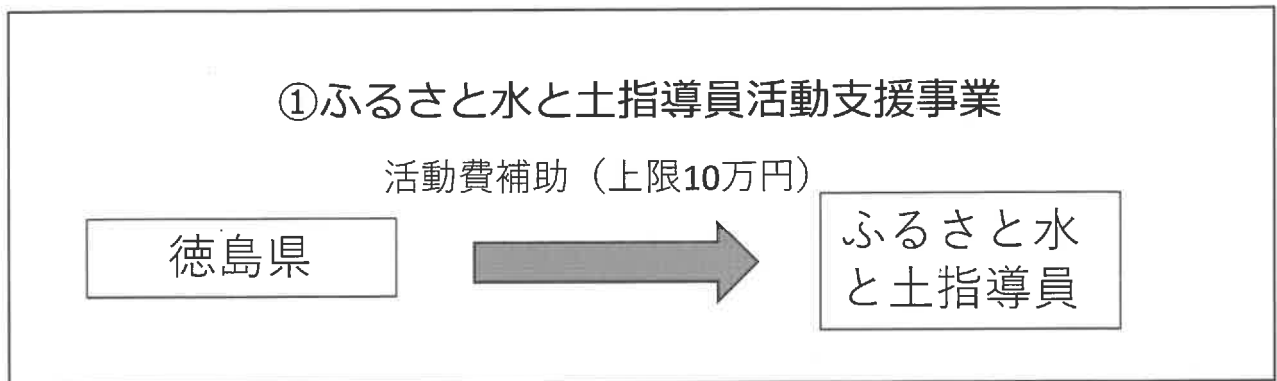 ①ふるさと水と土指導員活動支援事業
活動費補助（上限10万円）
徳島県
ふるさと水
と土指導員